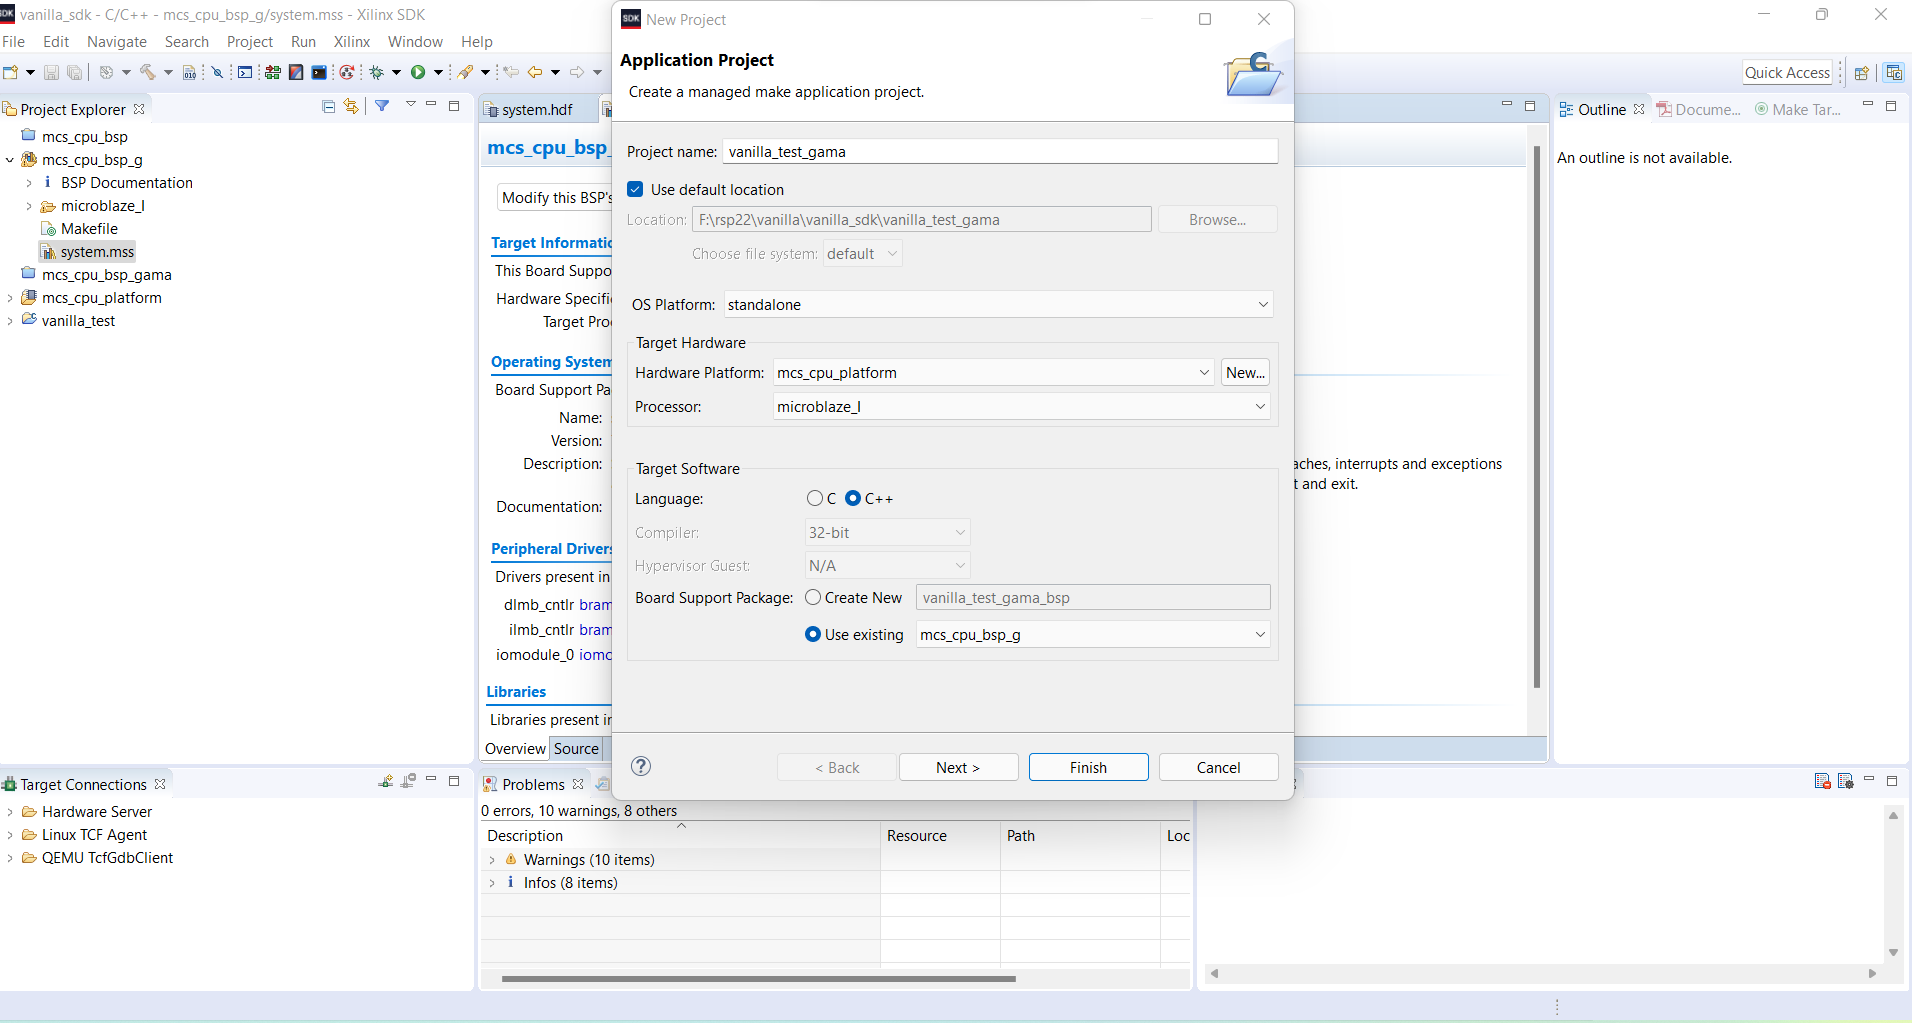 vanilla_sdk - C/C++ - mcs_cpu_bsp_g/system.mss - Xilinx SDK
File Edit Navigate Search Project Run Xilinx Window Help
Quick Access
Project Explorer
mcs_cpu_bsp
mcs_cpu_bsp_g
BSP Documentation
microblaze_I
Makefile
system.mss
mcs_cpu_bsp_gama
mcs_cpu_platform
vanilla_test
system.hdf
mcs_cpu_bsp_
Modify this BSP's
Target Informatio
This Board Suppo
Hardware Specifi
Target Pro
Operating System
Board Support Pa
Name:
Version:
Description:
aches, interrupts and exceptions
t and exit.
Documentation:
Peripheral Drivers
Drivers present in
dlmb_cntlr bram
ilmb_cntlr bram
iomodule_0 iomo
Libraries
Libraries present in
Overview Source
SDK New Project
Application Project
Create a managed make application project.
Project name: vanilla_test_gama
Use default location
Location: F:\rsp22\vanilla\vanilla_sdk\vanilla_test_gama Browse...
Choose file system: default
OS Platform: standalone
Target Hardware
Hardware Platform: mcs_cpu_platform New...
Processor: microblaze_I
Target Software
Language: C C++
Compiler: 32-bit
Hypervisor Guest: N/A
Board Support Package: Create New vanilla_test_gama_bsp
Use existing mcs_cpu_bsp_g
< Back Next > Finish Cancel
Outline Docume... Make Tar...
An outline is not available.
Target Connections
Hardware Server
Linux TCF Agent
QEMU TcfGdbClient
Problems
0 errors, 10 warnings, 8 others
Description Resource Path Loc
Warnings (10 items)
Infos (8 items)